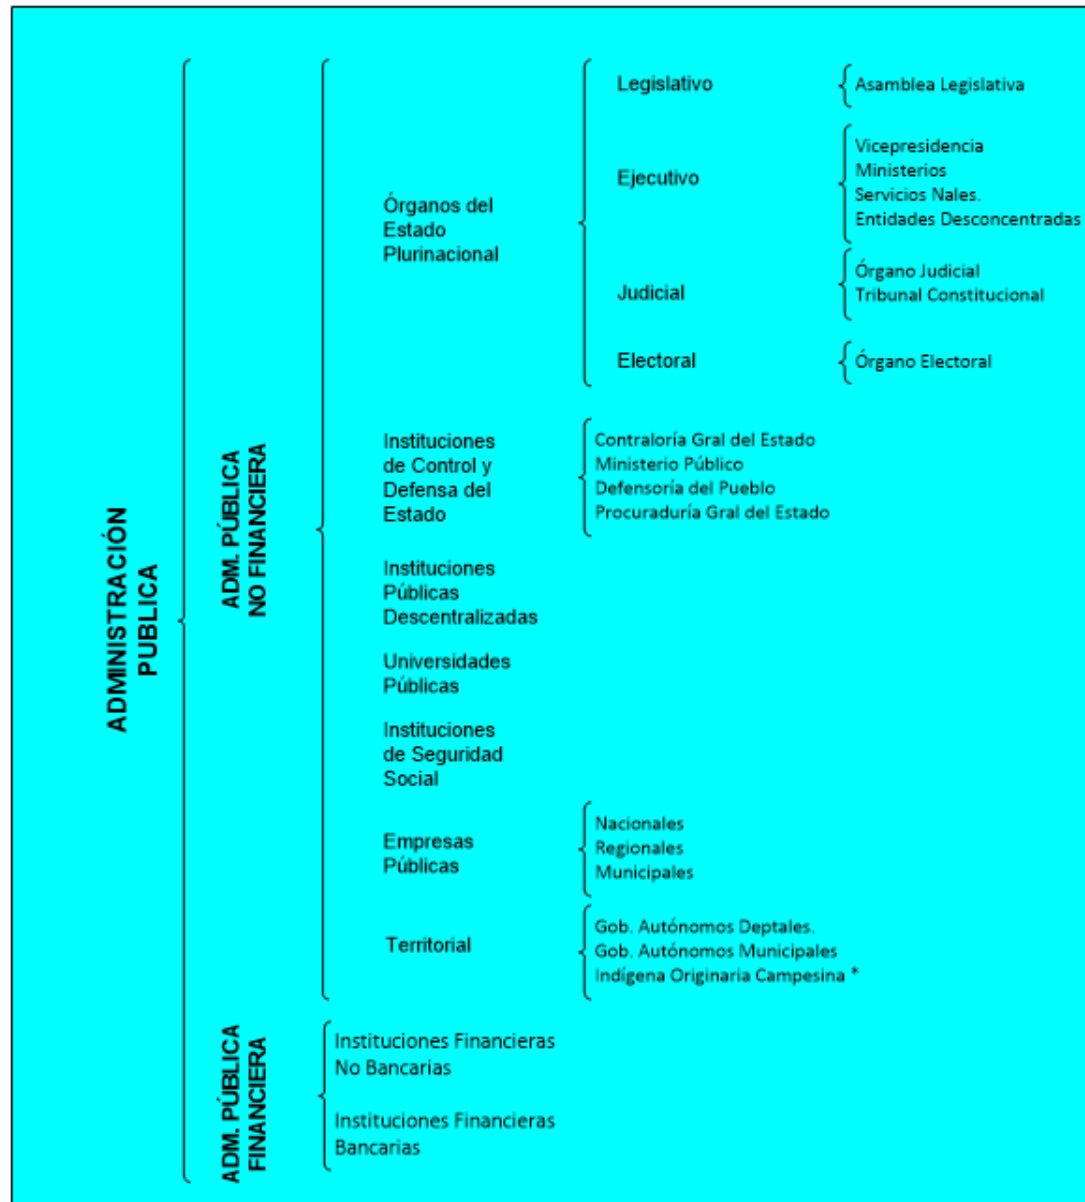 ADMINISTRACIÓN
PUBLICA
ADM. PÚBLICA
NO FINANCIERA
Órganos del
Estado
Plurinacional
Legislativo
Asamblea Legislativa
Ejecutivo
Vicepresidencia
Ministerios
Servicios Nales.
Entidades Desconcentradas
Judicial
Órgano Judicial
Tribunal Constitucional
Electoral
Órgano Electoral
Instituciones
de Control y
Defensa del
Estado
Contraloría Gral del Estado
Ministerio Público
Defensoría del Pueblo
Procuraduría Gral del Estado
Instituciones
Públicas
Descentralizadas
Universidades
Públicas
Instituciones
de Seguridad
Social
Empresas
Públicas
Nacionales
Regionales
Municipales
Territorial
Gob. Autónomos Deptales.
Gob. Autónomos Municipales
Indígena Originaria Campesina *
ADM. PÚBLICA
FINANCIERA
Instituciones Financieras
No Bancarias
Instituciones Financieras
Bancarias